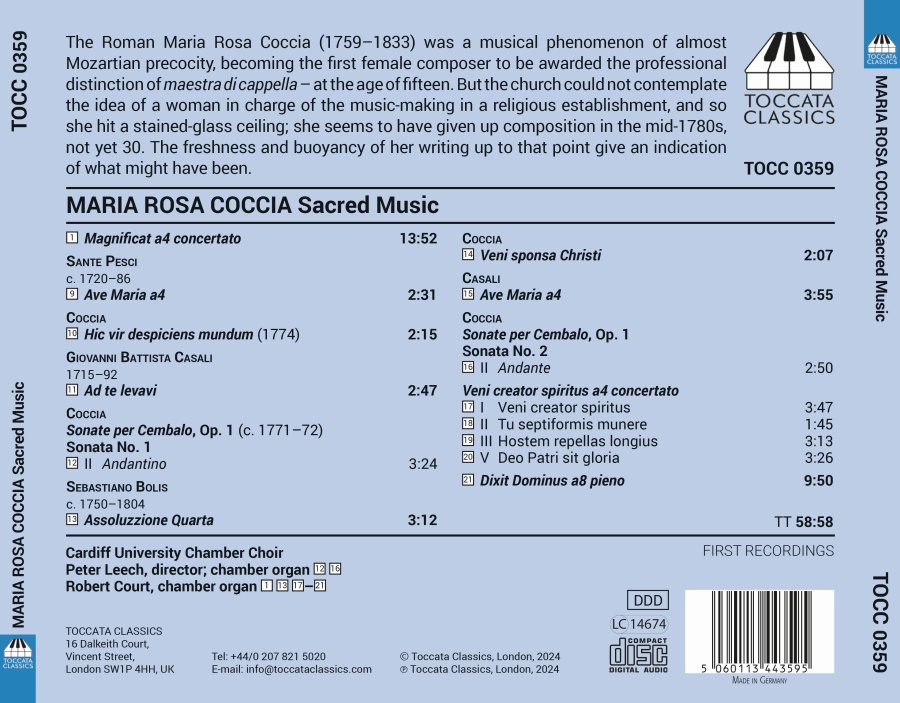 The Roman Maria Rosa Coccia (1759–1833) was a musical phenomenon of almost
Mozartian precocity, becoming the first female composer to be awarded the professional
distinction of maestra di cappella – at the age of fifteen. But the church could not contemplate
the idea of a woman in charge of the music-making in a religious establishment, and so
she hit a stained-glass ceiling; she seems to have given up composition in the mid-1780s,
not yet 30. The freshness and buoyancy of her writing up to that point give an indication
of what might have been.
TOCCATA
CLASSICS
TOCC 0359
MARIA ROSA COCCIA Sacred Music
1 Magnificat a4 concertato 13:52
SANTE PESCI
c. 1720–86
9 Ave Maria a4 2:31
COCCIA
10 Hic vir despiciens mundum (1774) 2:15
GIOVANNI BATTISTA CASALI
1715–92
11 Ad te levavi 2:47
COCCIA
Sonate per Cembalo, Op. 1 (c. 1771–72)
Sonata No. 1
12 II Andantino 3:24
SEBASTIANO BOLIS
c. 1750–1804
13 Assoluzzione Quarta 3:12
COCCIA
14 Veni sponsa Christi 2:07
CASALI
15 Ave Maria a4 3:55
COCCIA
Sonate per Cembalo, Op. 1
Sonata No. 2
16 II Andante 2:50
Veni creator spiritus a4 concertato
17 I Veni creator spiritus 3:47
18 II Tu septiformis munere 1:45
19 III Hostem repellas longius 3:13
20 V Deo Patri sit gloria 3:26
21 Dixit Dominus a8 pieno 9:50
TT 58:58
Cardiff University Chamber Choir
Peter Leech, director; chamber organ 12 16
Robert Court, chamber organ 1 13 17–21
FIRST RECORDINGS
TOCCATA CLASSICS
16 Dalkeith Court,
Vincent Street,
London SW1P 4HH, UK
Tel: +44/0 207 821 5020
E-mail: info@toccataclassics.com
© Toccata Classics, London, 2024
℗ Toccata Classics, London, 2024
DDD
LC 14674
COMPACT
disc
DIGITAL AUDIO
5 060113 443595
MADE IN GERMANY
TOCC 0359
MARIA ROSA COCCIA Sacred Music
TOCCATA
CLASSICS
TOCCATA
CLASSICS
MARIA ROSA COCCIA Sacred Music
TOCC 0359